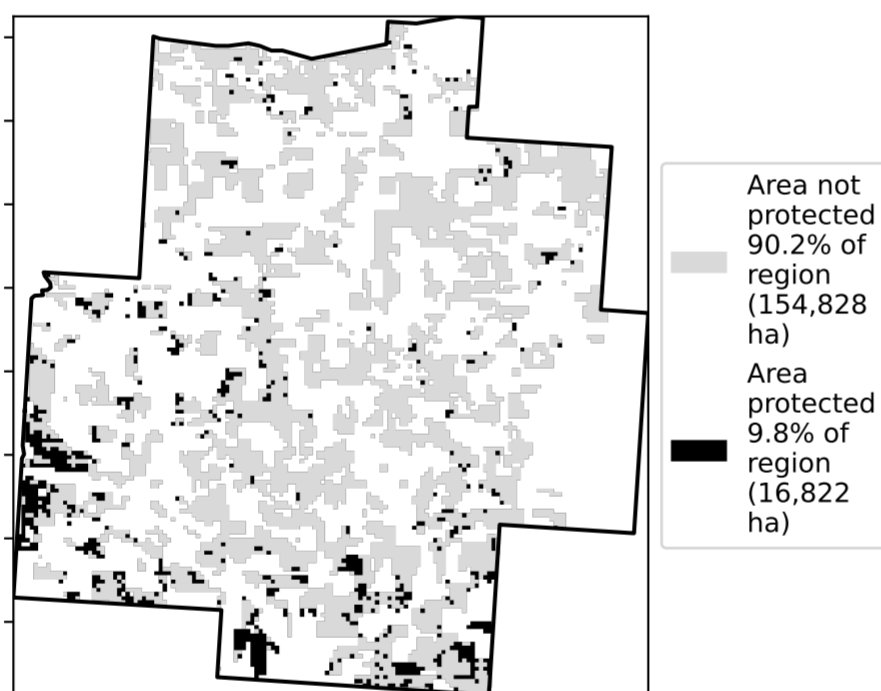 Area not
protected
90.2% of
region
(154,828
ha)
Area
protected
9.8% of
region
(16,822
ha)